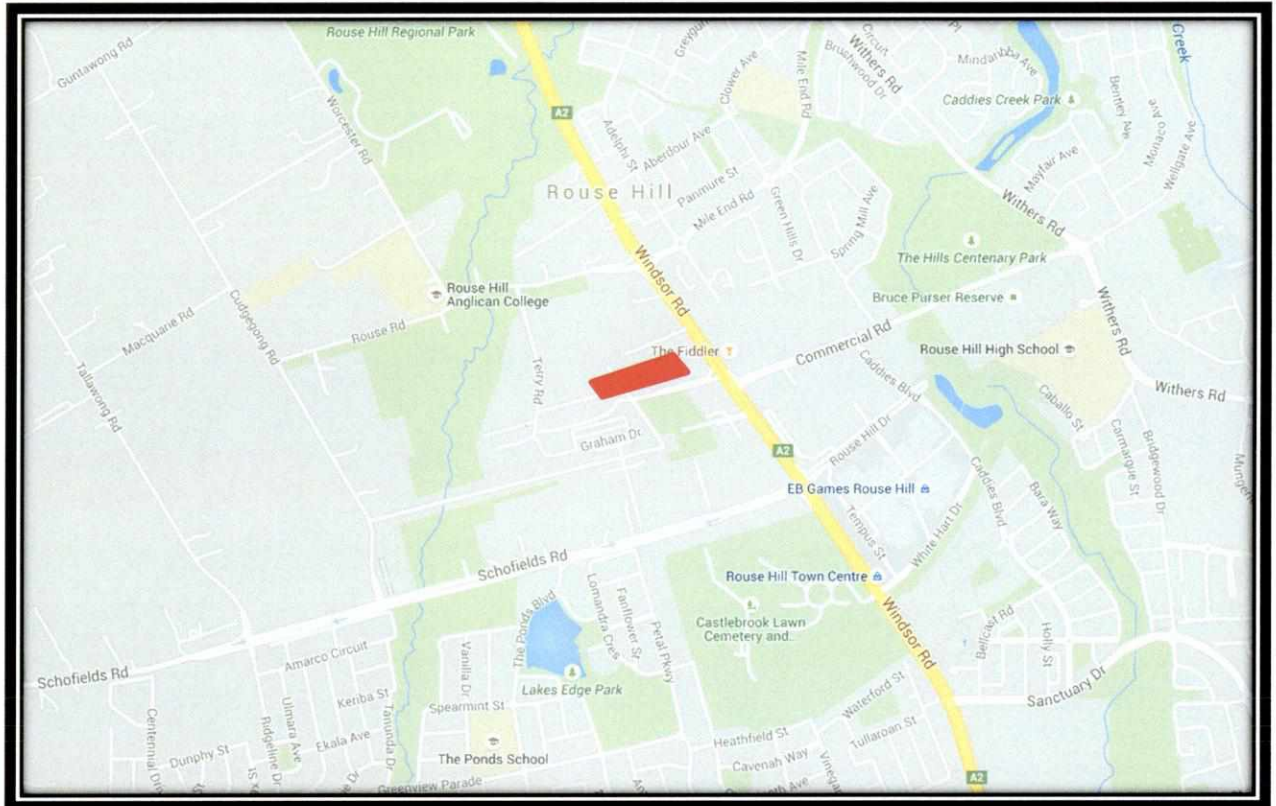 Rouse Hill Regional Park
Guntawong Rd
Worcester Rd
A2
Adelphi St
Aberdour Ave
Clower Ave
Mile End Rd
Withers Rd
Circuit
Brushwood Dr
Mindahbba Ave
Creek
Caddies Creek Park
Bentley Ave
Monaco Ave
Wellgate Ave
Mayfair Ave
Rouse Hill
Panmure St
Mile End Rd
Green Hills Dr
Spring Mill Ave
Withers Rd
The Hills Centenary Park
Windsor Rd
Rouse Hill
Anglican College
Bruce Purser Reserve
Macquarie Rd
Cudgegong Rd
Rouse Rd
Withers Rd
The Fiddler
Commercial Rd
Rouse Hill High School
Tallawong Rd
Terry Rd
Caddies Blvd
Caballo St
Withers Rd
Graham Dr
Rouse Hill Dr
Carmargue St
Bridgewood Dr
A2
EB Games Rouse Hill
Caddies Blvd
Bara Way
Tempus St
White Hart Dr
Schofields Rd
Rouse Hill Town Centre
The Ponds Blvd
Lomandra Cres
Fanflower St
Petal Pkwy
Castlebrook Lawn
Cemetery and...
Windsor Rd
Bellcast Rd
Holly St
Schofields Rd
Amarco Circuit
Vanilla Dr
Lakes Edge Park
Sanctuary Dr
Keriba St
Tanunda Dr
Spearmint St
Waterford St
Centennial Dr
Ulmara Ave
Ridgeline Dr
Ekala Ave
Dunphy St
The Ponds School
Heathfield St
Tullaroan St
Cavenah Way
Greenview Parade
A2